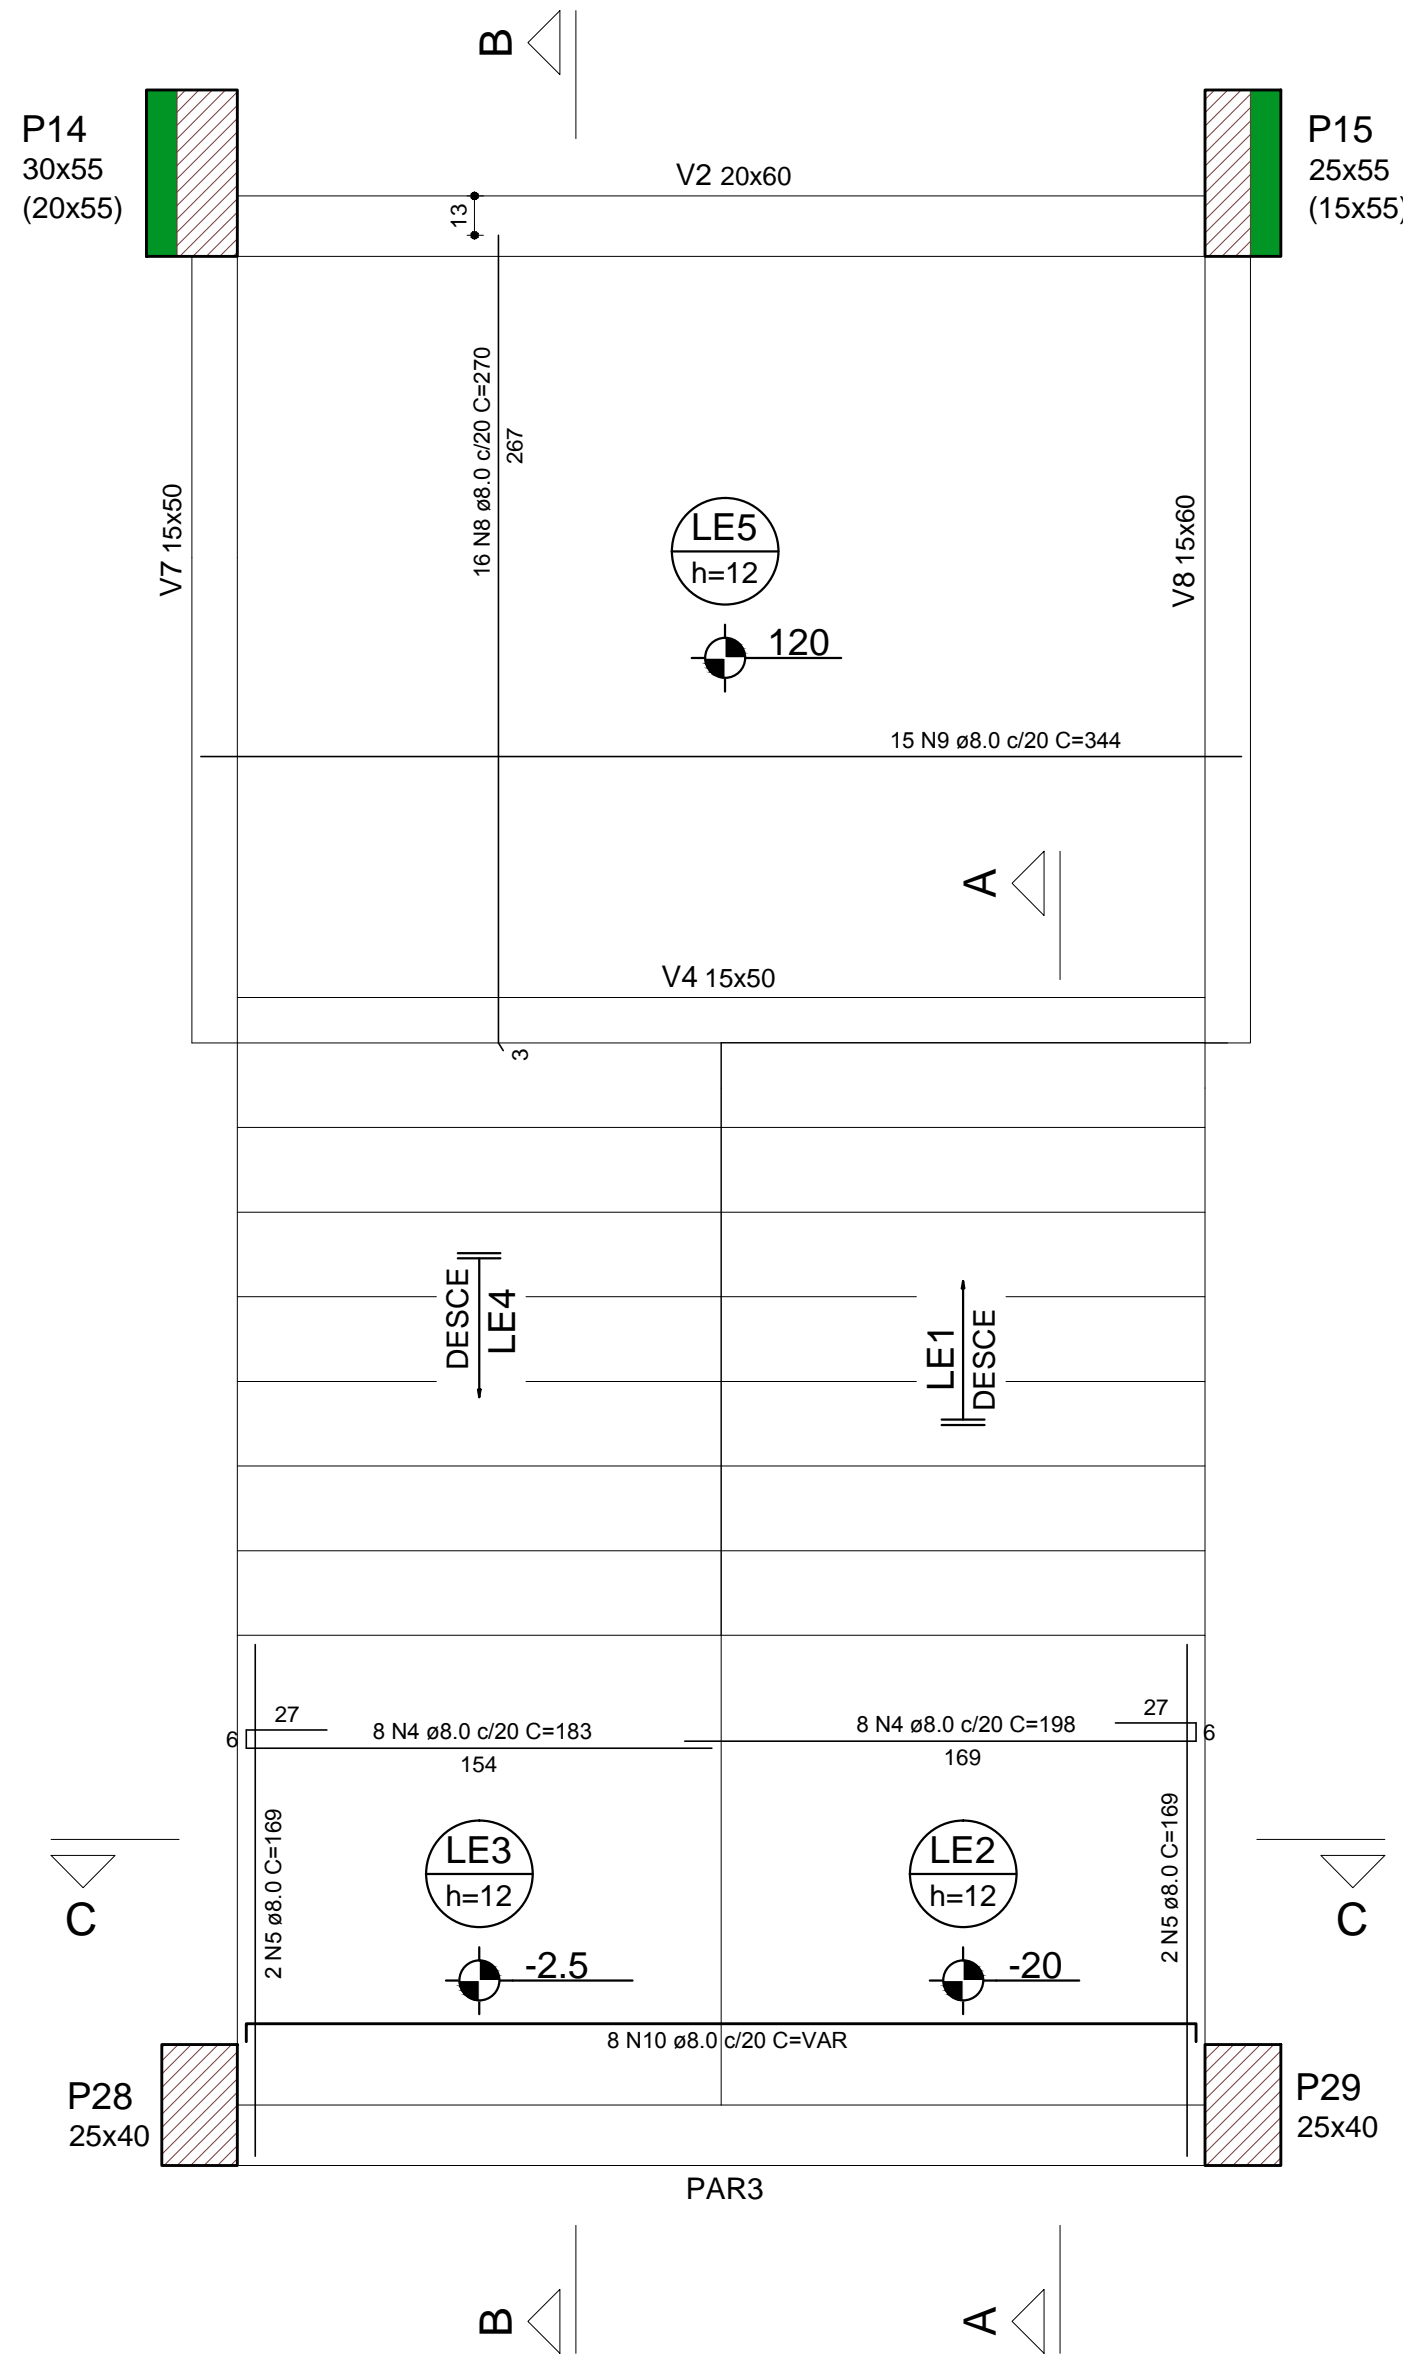 B
P14
30x55
(20x55)
P15
25x55
(15x55)
V2 20x60
13
16 N8 ø8.0 c/20 C=270
267
V7 15x50
V8 15x60
LE5
h=12
120
15 N9 ø8.0 c/20 C=344
A
V4 15x50
3
DESCE
LE4
LE1
DESCE
27
6
8 N4 ø8.0 c/20 C=183
154
8 N4 ø8.0 c/20 C=198
169
27
6
2 N5 ø8.0 C=169
2 N5 ø8.0 C=169
LE3
h=12
LE2
h=12
C
C
-2.5
-20
8 N10 ø8.0 c/20 C=VAR
P28
25x40
P29
25x40
PAR3
B
A